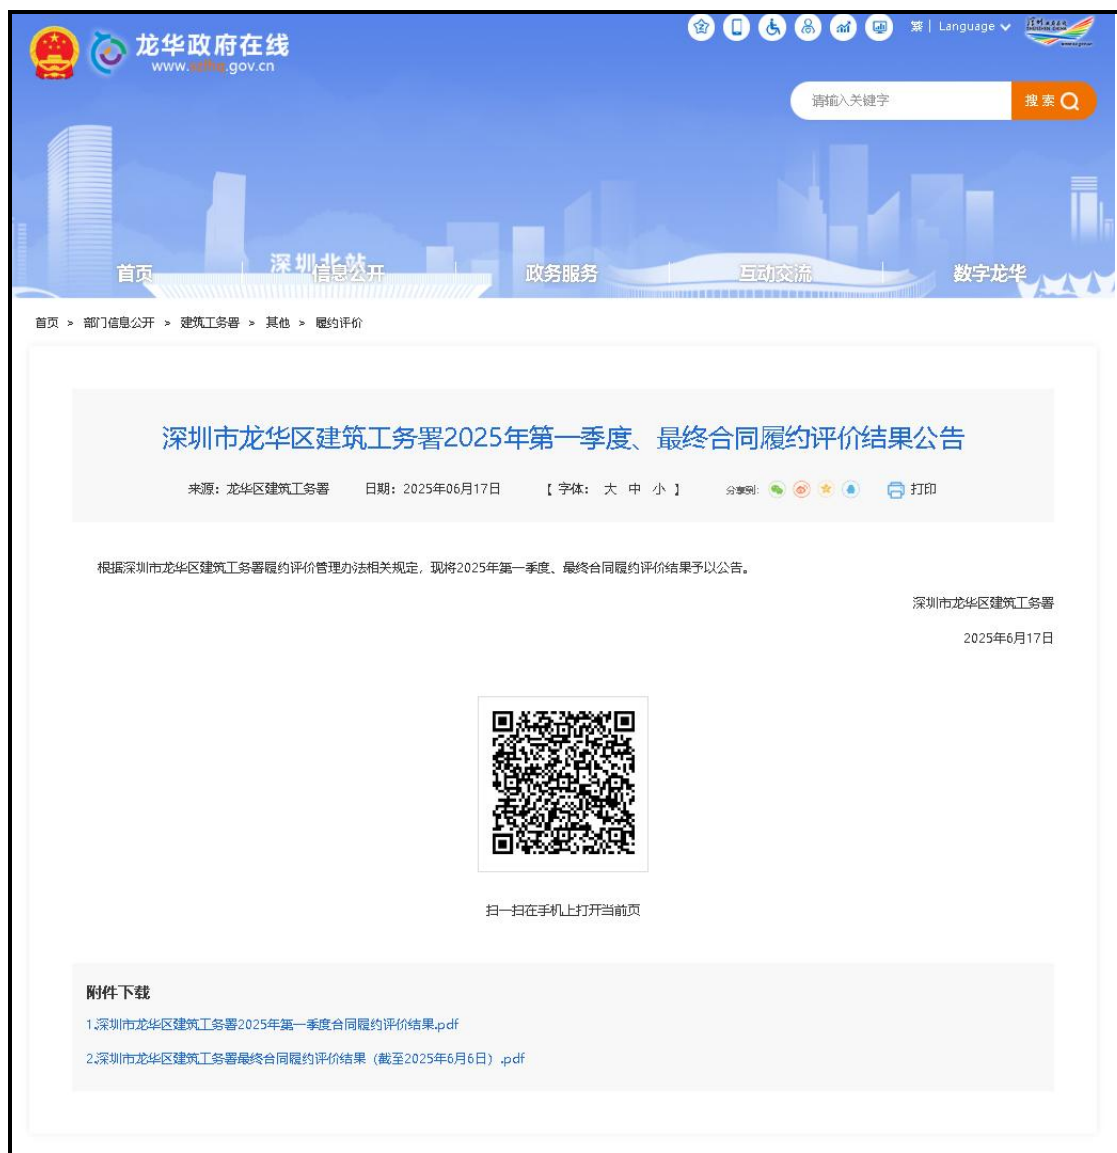 龙华政府在线
www.szlhq.gov.cn
繁 | Language
请输入关键字
搜索
深圳北站
首页
信息公开
政务服务
互动交流
数字龙华
首页 > 部门信息公开 > 建筑工务署 > 其他 > 履约评价
深圳市龙华区建筑工务署2025年第一季度、最终合同履约评价结果公告
来源：龙华区建筑工务署 日期：2025年06月17日 【 字体： 大 中 小 】 分享到: 打印
根据深圳市龙华区建筑工务署履约评价管理办法相关规定，现将2025年第一季度、最终合同履约评价结果予以公告。
深圳市龙华区建筑工务署
2025年6月17日
扫一扫在手机上打开当前页
附件下载
1.深圳市龙华区建筑工务署2025年第一季度合同履约评价结果.pdf
2.深圳市龙华区建筑工务署最终合同履约评价结果（截至2025年6月6日）.pdf